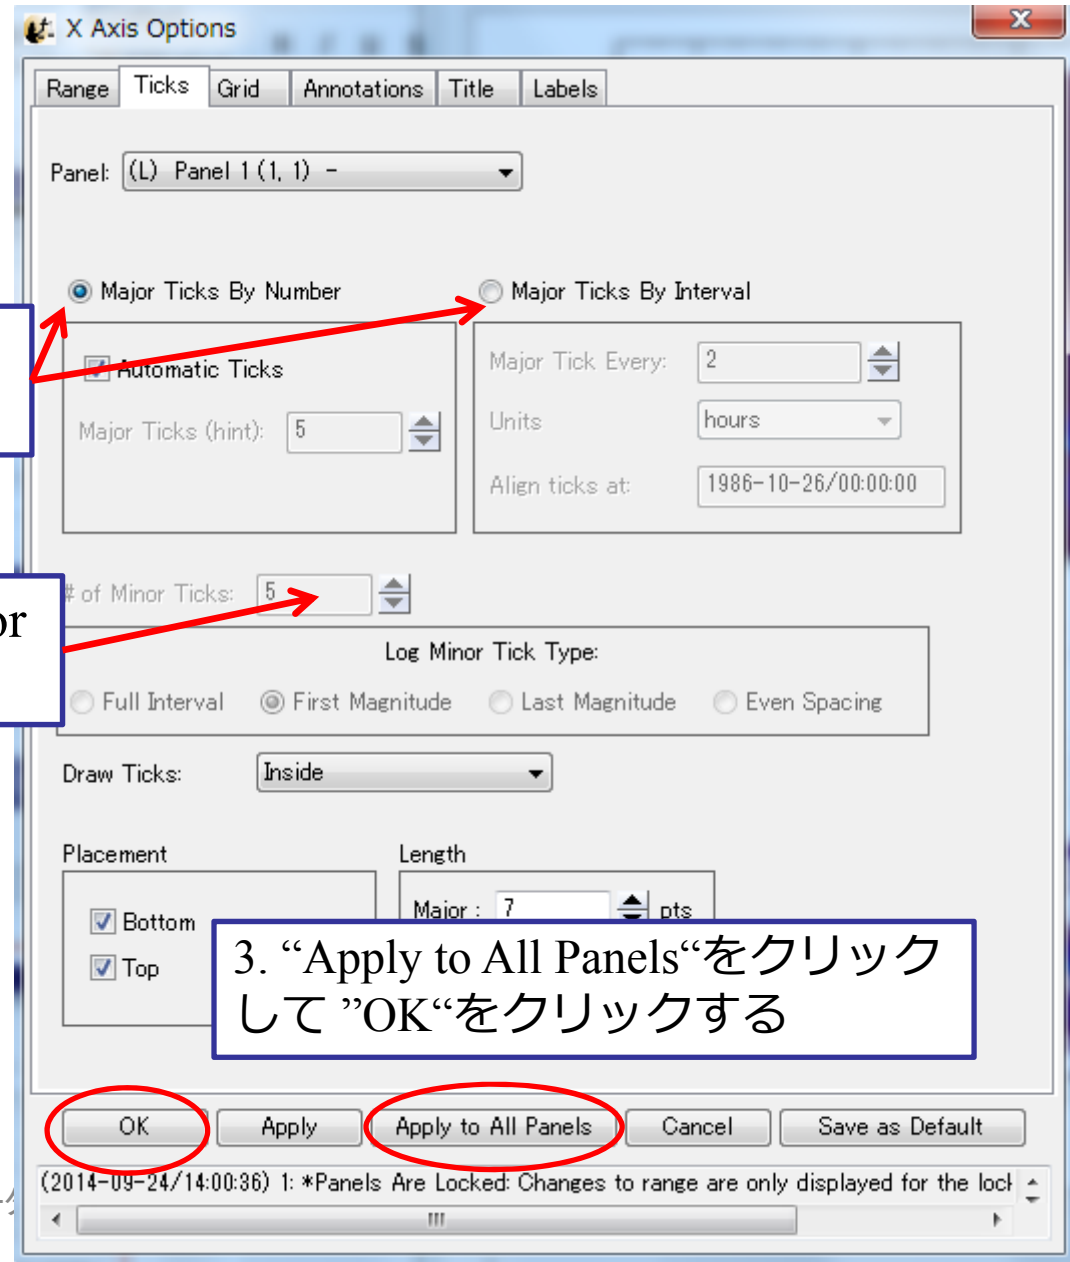 X Axis Options
Range Ticks Grid Annotations Title Labels
Panel: (L) Panel 1 (1, 1) -
Major Ticks By Number
Major Ticks By Interval
Automatic Ticks
Major Ticks (hint): 5
Major Tick Every: 2
Units hours
Align ticks at: 1986-10-26/00:00:00
# of Minor Ticks: 5
or
Log Minor Tick Type:
Full Interval First Magnitude Last Magnitude Even Spacing
Draw Ticks: Inside
Placement
Length
Bottom
Top
Major : 7 pts
3. “Apply to All Panels“をクリック
して ”OK“をクリックする
OK Apply Apply to All Panels Cancel Save as Default
(2014-09-24/14:00:36) 1: *Panels Are Locked: Changes to range are only displayed for the